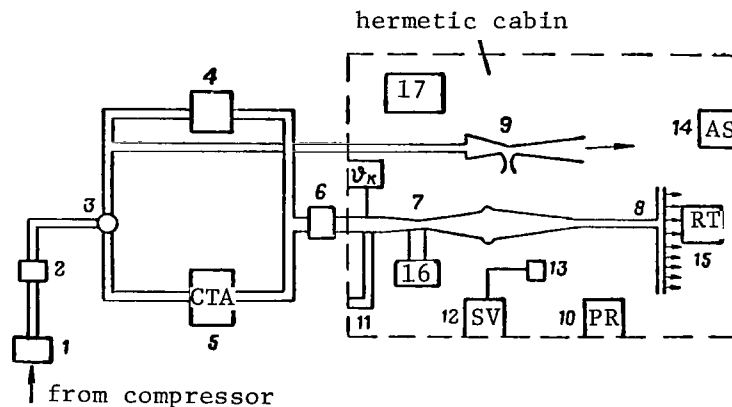 hermetic cabin
4
17
9
14 AS
ϑк
3
6
7
8
RT
15
2
16
13
CTA
5
11
12 SV
10 PR
1
from compressor